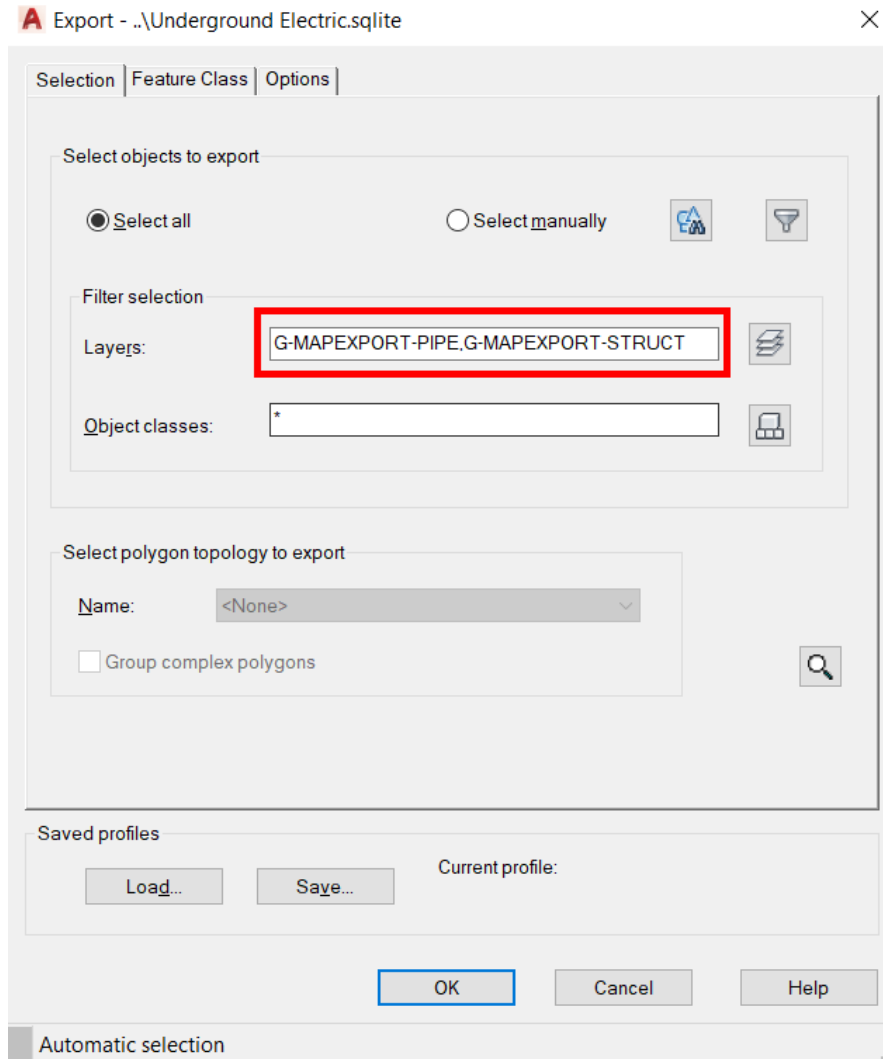 Export - ..\Underground Electric.sqlite
Selection Feature Class Options
Select objects to export
Select all Select manually
Filter selection
Layers: G-MAPEXPORT-PIPE,G-MAPEXPORT-STRUCT
Object classes: *
Select polygon topology to export
Name: <None>
Group complex polygons
Saved profiles
Load... Save... Current profile:
OK Cancel Help
Automatic selection